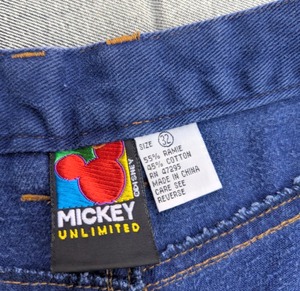 ©DISNEY
MICKEY
UNLIMITED
SIZE 32
55% RAMIE
45% COTTON
RN 47295
MADE IN CHINA
CARE SEE
REVERSE